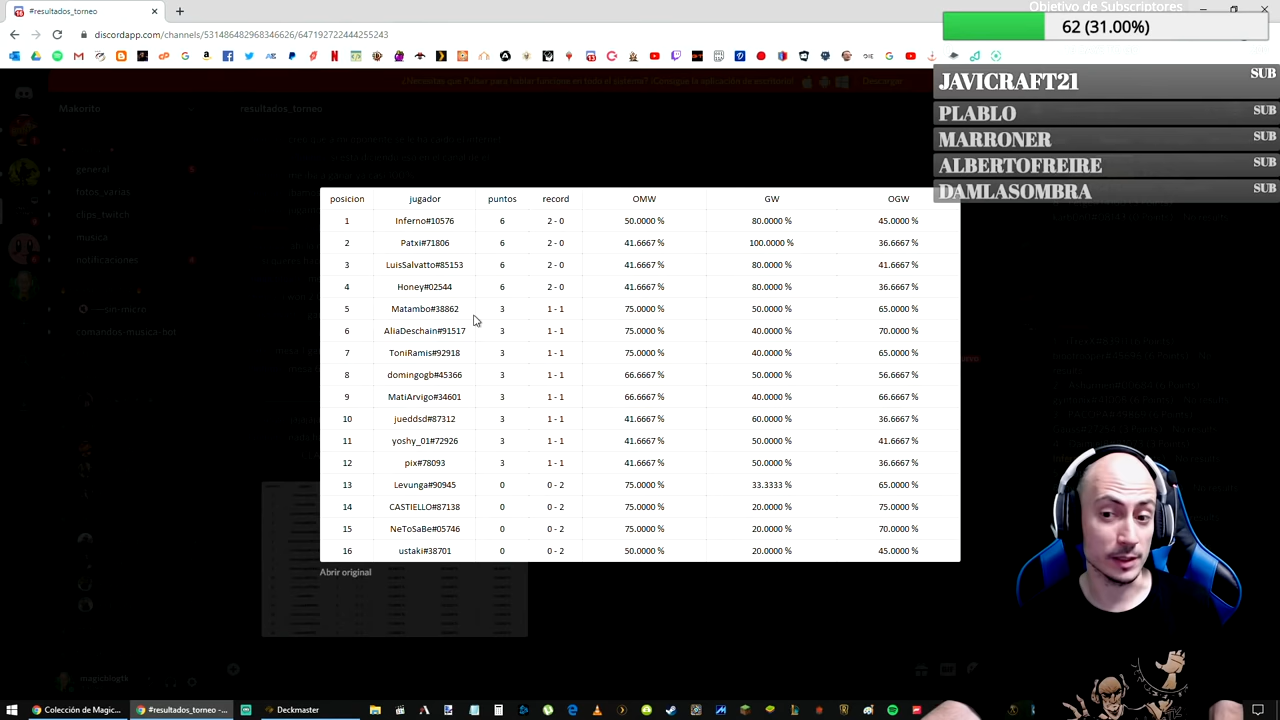 #resultados_torneo
Objetivo de Subscriptores
discordapp.com/channels/531486482968346626/647192722444255243
62 (31.00%)
JAVICRAFT21 SUB
PLABLO SUB
MARRONER SUB
ALBERTOFREIRE SUB
DAMLASOMBRA SUB
Makorito
resultados_torneo
general
fotos_varias
clips_twitch
musica
notificaciones
comandos-musica-bot
posicion jugador puntos record OMW GW OGW
1 Inferno#10576 6 2 - 0 50.0000 % 80.0000 % 45.0000 %
2 Patxi#71806 6 2 - 0 41.6667 % 100.0000 % 36.6667 %
3 LuisSalvatto#85153 6 2 - 0 41.6667 % 80.0000 % 41.6667 %
4 Honey#02544 6 2 - 0 41.6667 % 80.0000 % 36.6667 %
5 Matambo#38862 3 1 - 1 75.0000 % 50.0000 % 65.0000 %
6 AliaDeschain#91517 3 1 - 1 75.0000 % 40.0000 % 70.0000 %
7 ToniRamis#92918 3 1 - 1 75.0000 % 40.0000 % 65.0000 %
8 domingogb#45366 3 1 - 1 66.6667 % 50.0000 % 56.6667 %
9 MatiArvigo#34601 3 1 - 1 66.6667 % 40.0000 % 66.6667 %
10 jueddsd#87312 3 1 - 1 41.6667 % 60.0000 % 36.6667 %
11 yoshy_01#72926 3 1 - 1 41.6667 % 50.0000 % 41.6667 %
12 pix#78093 3 1 - 1 41.6667 % 50.0000 % 36.6667 %
13 Levunga#90945 0 0 - 2 75.0000 % 33.3333 % 65.0000 %
14 CASTIELLO#87138 0 0 - 2 75.0000 % 20.0000 % 75.0000 %
15 NeToSaBe#05746 0 0 - 2 75.0000 % 20.0000 % 70.0000 %
16 ustaki#38701 0 0 - 2 50.0000 % 20.0000 % 45.0000 %
Abrir original
magicblogtk
Colección de Magic...
#resultados_torneo -...
Deckmaster